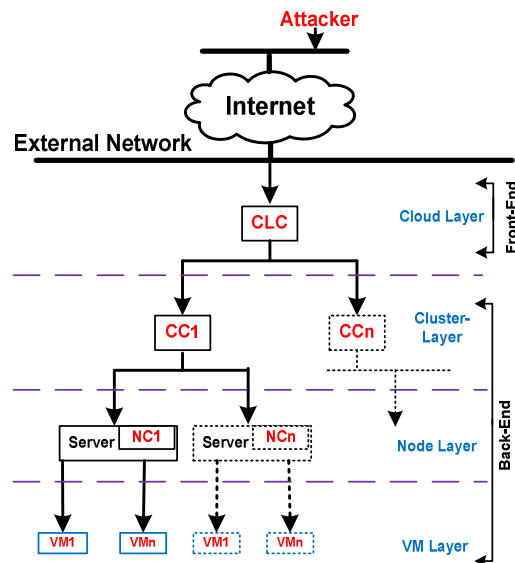 Attacker
Internet
External Network
CLC
Cloud Layer
Front-End
CC1
CCn
Cluster-
Layer
Server
NC1
Server
NCn
Node Layer
Back-End
VM1
VMn
VM1
VMn
VM Layer